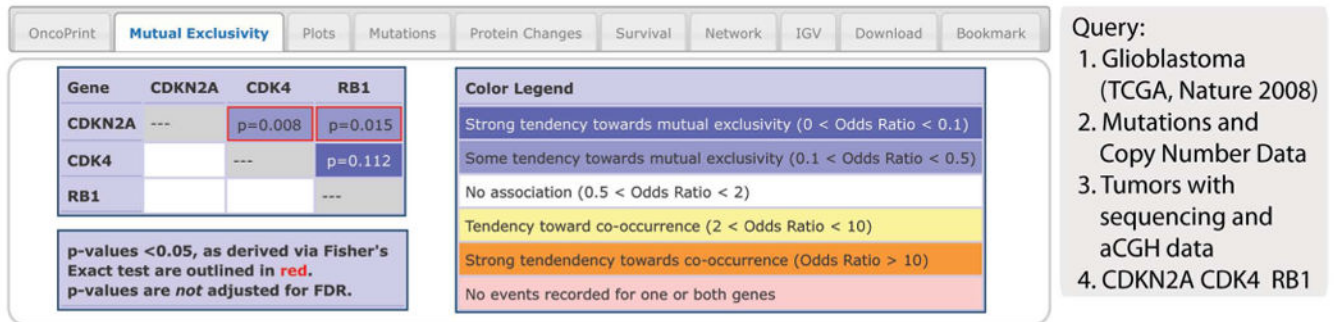 OncoPrint Mutual Exclusivity Plots Mutations Protein Changes Survival Network IGV Download Bookmark
Gene CDKN2A CDK4 RB1
CDKN2A --- p=0.008 p=0.015
CDK4 --- p=0.112
RB1 ---
p-values <0.05, as derived via Fisher's
Exact test are outlined in red.
p-values are not adjusted for FDR.
Color Legend
Strong tendency towards mutual exclusivity (0 < Odds Ratio < 0.1)
Some tendency towards mutual exclusivity (0.1 < Odds Ratio < 0.5)
No association (0.5 < Odds Ratio < 2)
Tendency toward co-occurrence (2 < Odds Ratio < 10)
Strong tendendency towards co-occurrence (Odds Ratio > 10)
No events recorded for one or both genes
Query:
1. Glioblastoma
(TCGA, Nature 2008)
2. Mutations and
Copy Number Data
3. Tumors with
sequencing and
aCGH data
4. CDKN2A CDK4 RB1